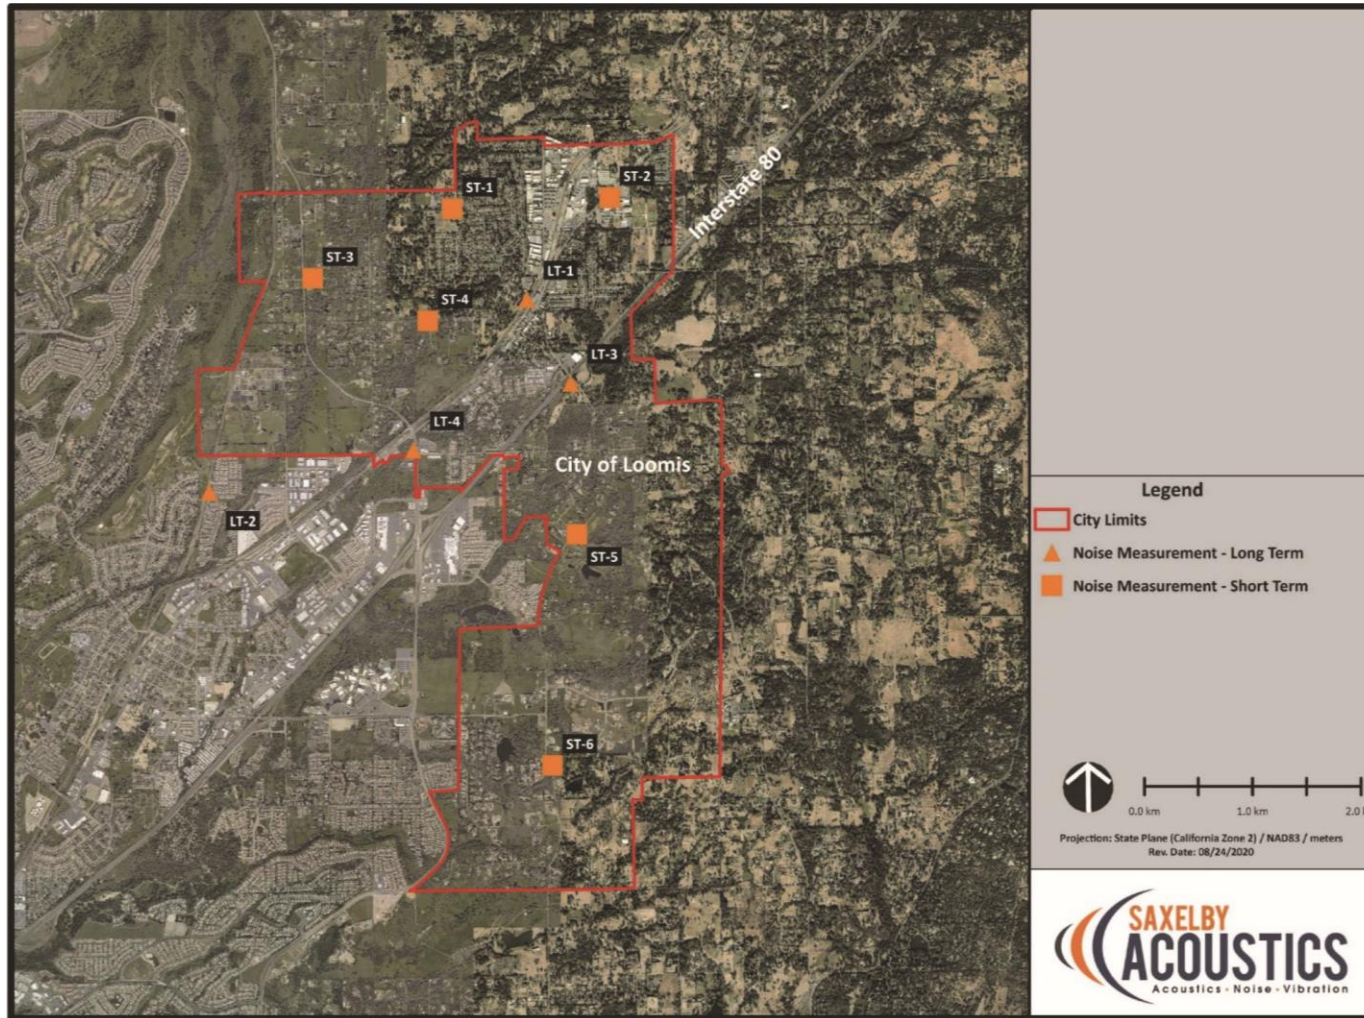 ST-1
ST-2
Interstate 80
ST-3
LT-1
ST-4
LT-3
LT-4
City of Loomis
LT-2
ST-5
ST-6
Legend
City Limits
Noise Measurement - Long Term
Noise Measurement - Short Term
0.0 km 1.0 km 2.0
Projection: State Plane (California Zone 2) / NAD83 / meters
Rev. Date: 08/24/2020
SAXELBY
ACOUSTICS
Acoustics • Noise • Vibration